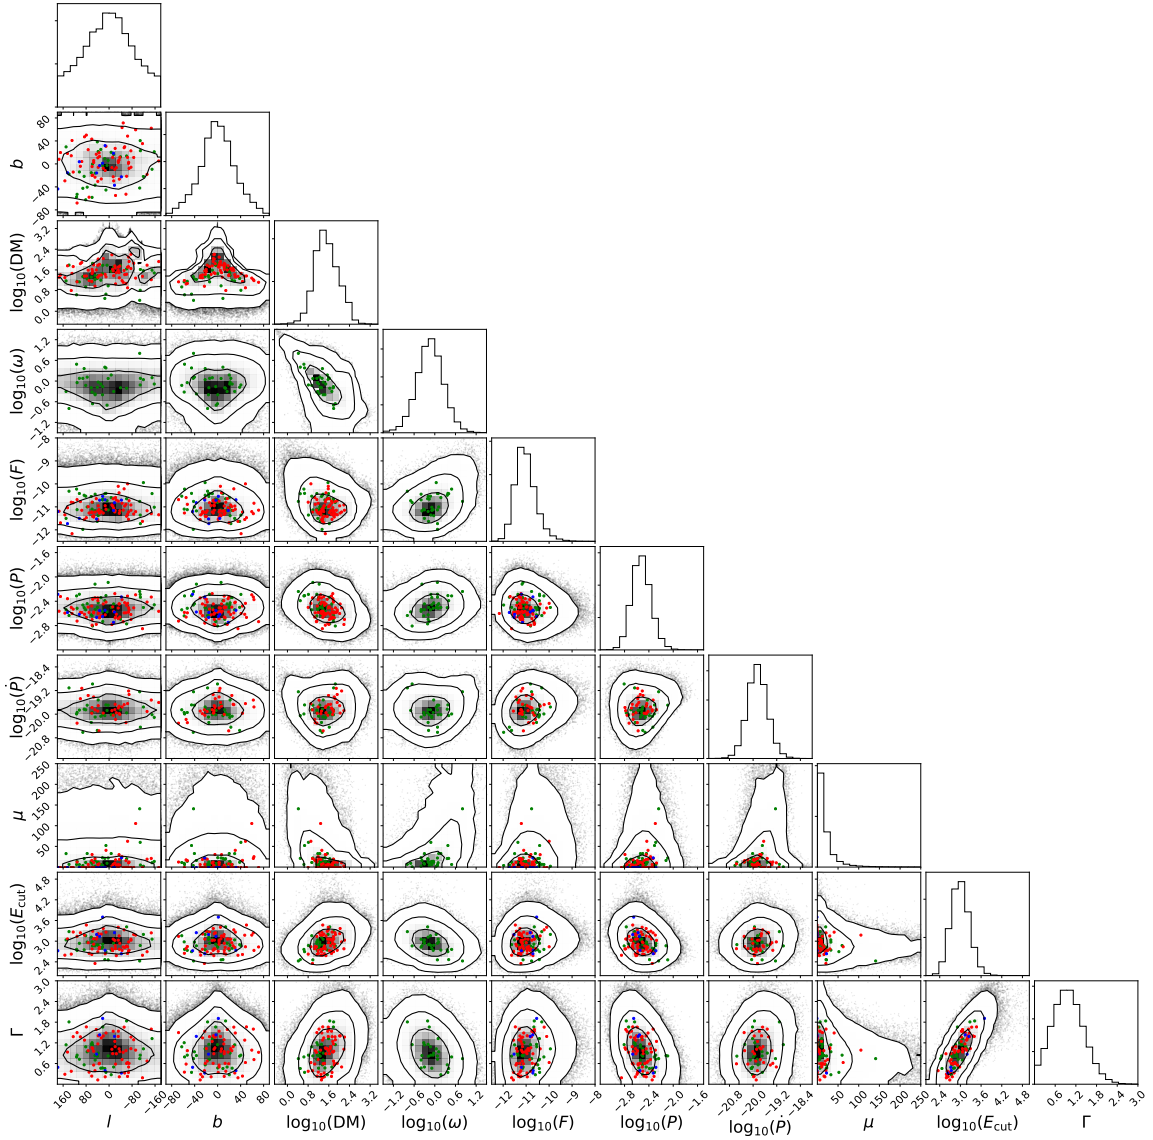 b
80
40
0
−40
−80
log₁₀(DM)
3.2
2.4
1.6
0.8
0.0
log₁₀(ω)
1.2
0.6
0.0
−0.6
−1.2
log₁₀(F)
−8
−9
−10
−11
−12
log₁₀(P)
−1.6
−2.0
−2.4
−2.8
log₁₀(Ṗ)
−18.4
−19.2
−20.0
−20.8
μ
250
200
150
100
50
log₁₀(E_cut)
4.8
4.2
3.6
3.0
2.4
Γ
3.0
2.4
1.8
1.2
0.6
160 80 0 −80 −160
−80 −40 0 40 80
0.0 0.8 1.6 2.4 3.2
−1.2 −0.6 0.0 0.6 1.2
−12 −11 −10 −9 −8
−2.8 −2.4 −2.0 −1.6
−20.8 −20.0 −19.2 −18.4
50 100 150 200 250
2.4 3.0 3.6 4.2 4.8
0.6 1.2 1.8 2.4 3.0
l b log₁₀(DM) log₁₀(ω) log₁₀(F) log₁₀(P) log₁₀(Ṗ) μ log₁₀(E_cut) Γ